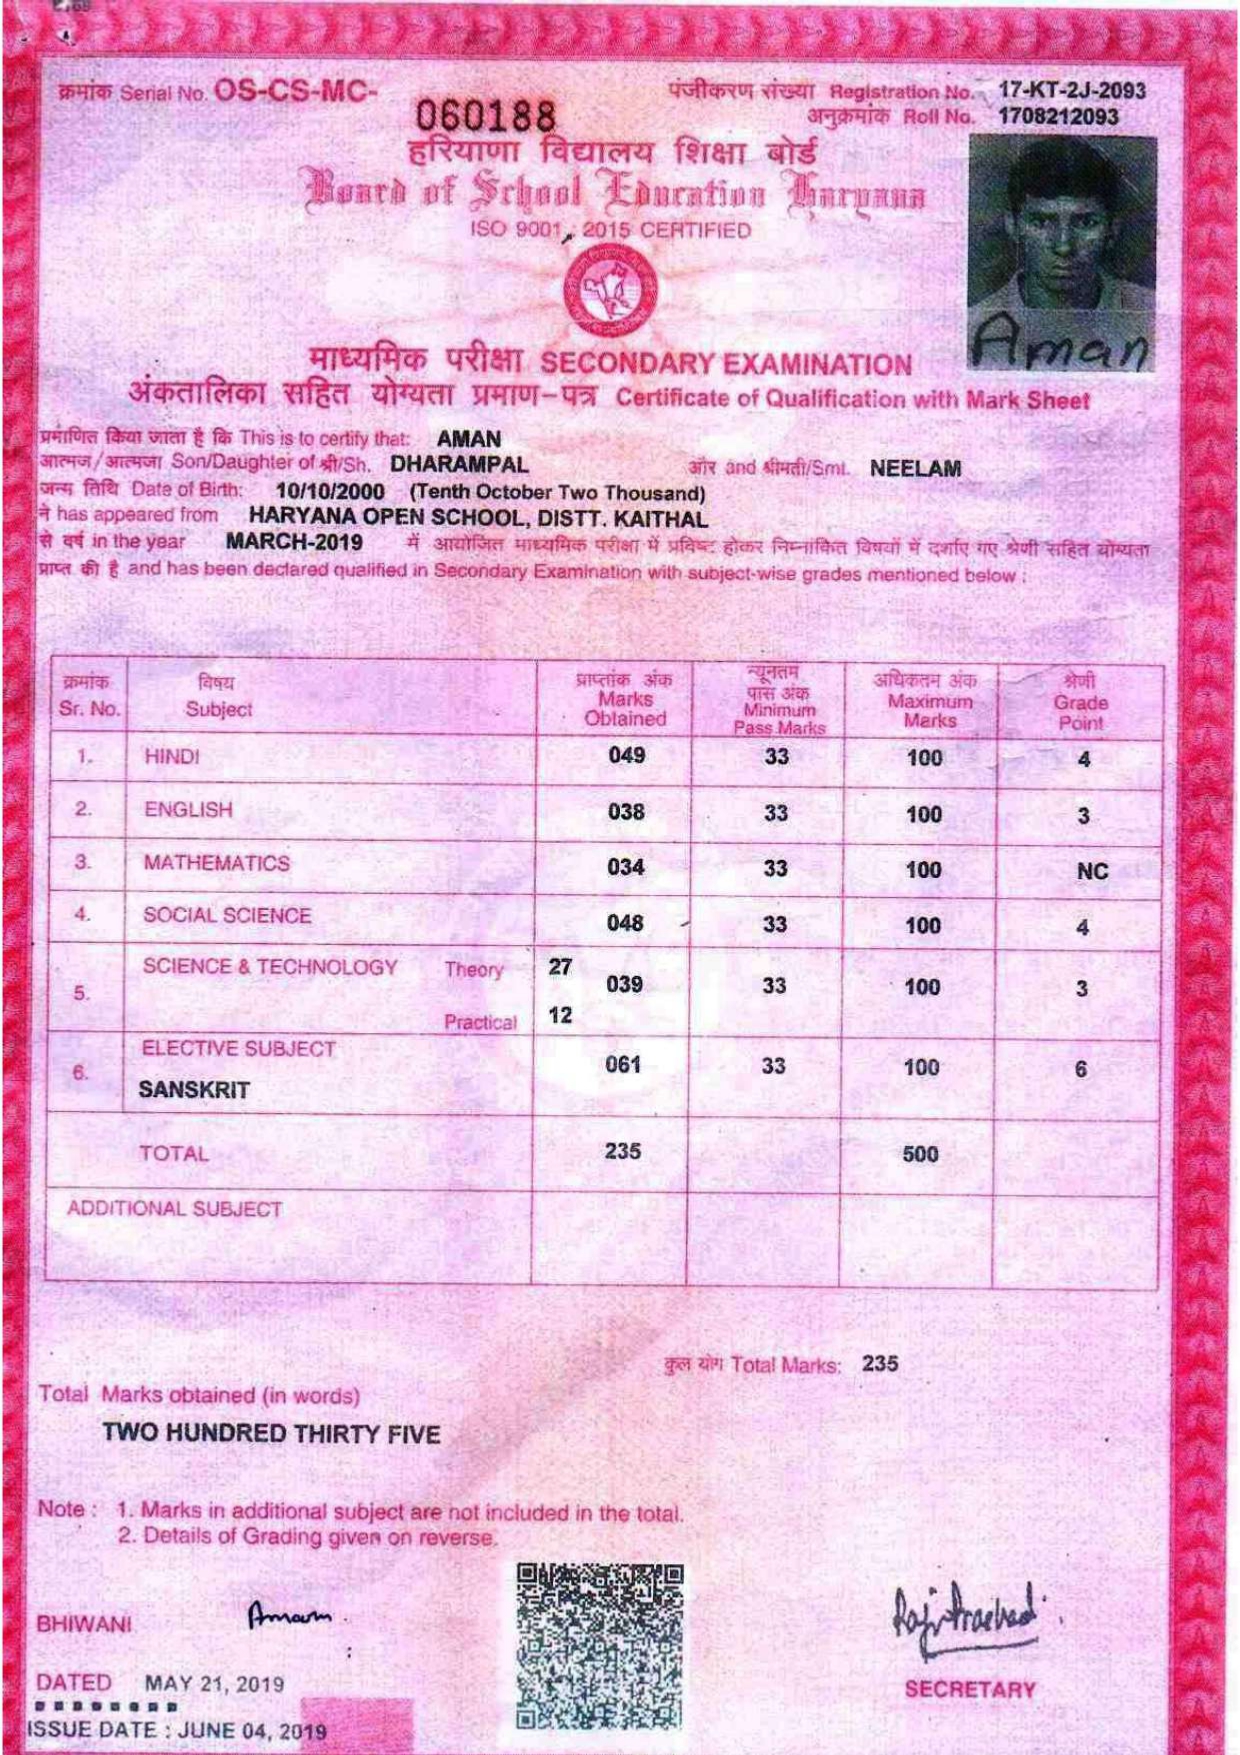 क्रमांक Serial No. OS-CS-MC- 060188
पंजीकरण संख्या Registration No. 17-KT-2J-2093
अनुक्रमांक Roll No. 1708212093
हरियाणा विद्यालय शिक्षा बोर्ड
Board of School Education Haryana
ISO 9001 : 2015 CERTIFIED
Aman
माध्यमिक परीक्षा SECONDARY EXAMINATION
अंकतालिका सहित योग्यता प्रमाण-पत्र Certificate of Qualification with Mark Sheet
प्रमाणित किया जाता है कि This is to certify that: AMAN
आत्मज/आत्मजा Son/Daughter of श्री/Sh. DHARAMPAL और and श्रीमती/Smt. NEELAM
जन्म तिथि Date of Birth: 10/10/2000 (Tenth October Two Thousand)
ने has appeared from HARYANA OPEN SCHOOL, DISTT. KAITHAL
से वर्ष in the year MARCH-2019 में आयोजित माध्यमिक परीक्षा में प्रविष्ट होकर निम्नांकित विषयों में दर्शाए गए श्रेणी सहित योग्यता
प्राप्त की है and has been declared qualified in Secondary Examination with subject-wise grades mentioned below :
क्रमांक Sr. No. विषय Subject प्राप्तांक अंक Marks Obtained न्यूनतम पास अंक Minimum Pass Marks अधिकतम अंक Maximum Marks श्रेणी Grade Point
1. HINDI 049 33 100 4
2. ENGLISH 038 33 100 3
3. MATHEMATICS 034 33 100 NC
4. SOCIAL SCIENCE 048 33 100 4
5. SCIENCE & TECHNOLOGY Theory 27 039 33 100 3
Practical 12
6. ELECTIVE SUBJECT 061 33 100 6
SANSKRIT
TOTAL 235 500
ADDITIONAL SUBJECT
कुल योग Total Marks: 235
Total Marks obtained (in words)
TWO HUNDRED THIRTY FIVE
Note : 1. Marks in additional subject are not included in the total.
2. Details of Grading given on reverse.
BHIWANI Aman
DATED MAY 21, 2019
SECRETARY
ISSUE DATE : JUNE 04, 2019